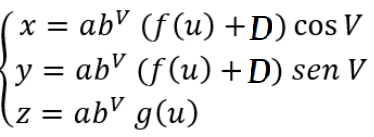 x = ab^V (f(u) + D) cos V
y = ab^V (f(u) + D) sen V
z = ab^V g(u)